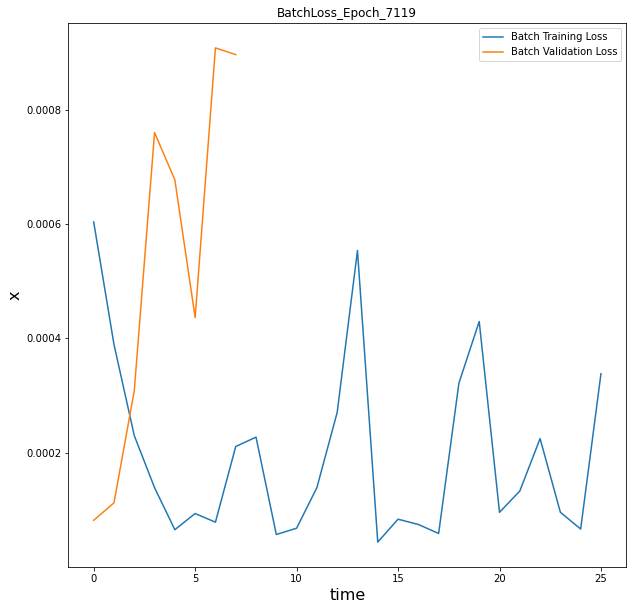 BatchLoss_Epoch_7119
Batch Training Loss
Batch Validation Loss
0.0008
0.0006
x
0.0004
0.0002
0 5 10 15 20 25
time